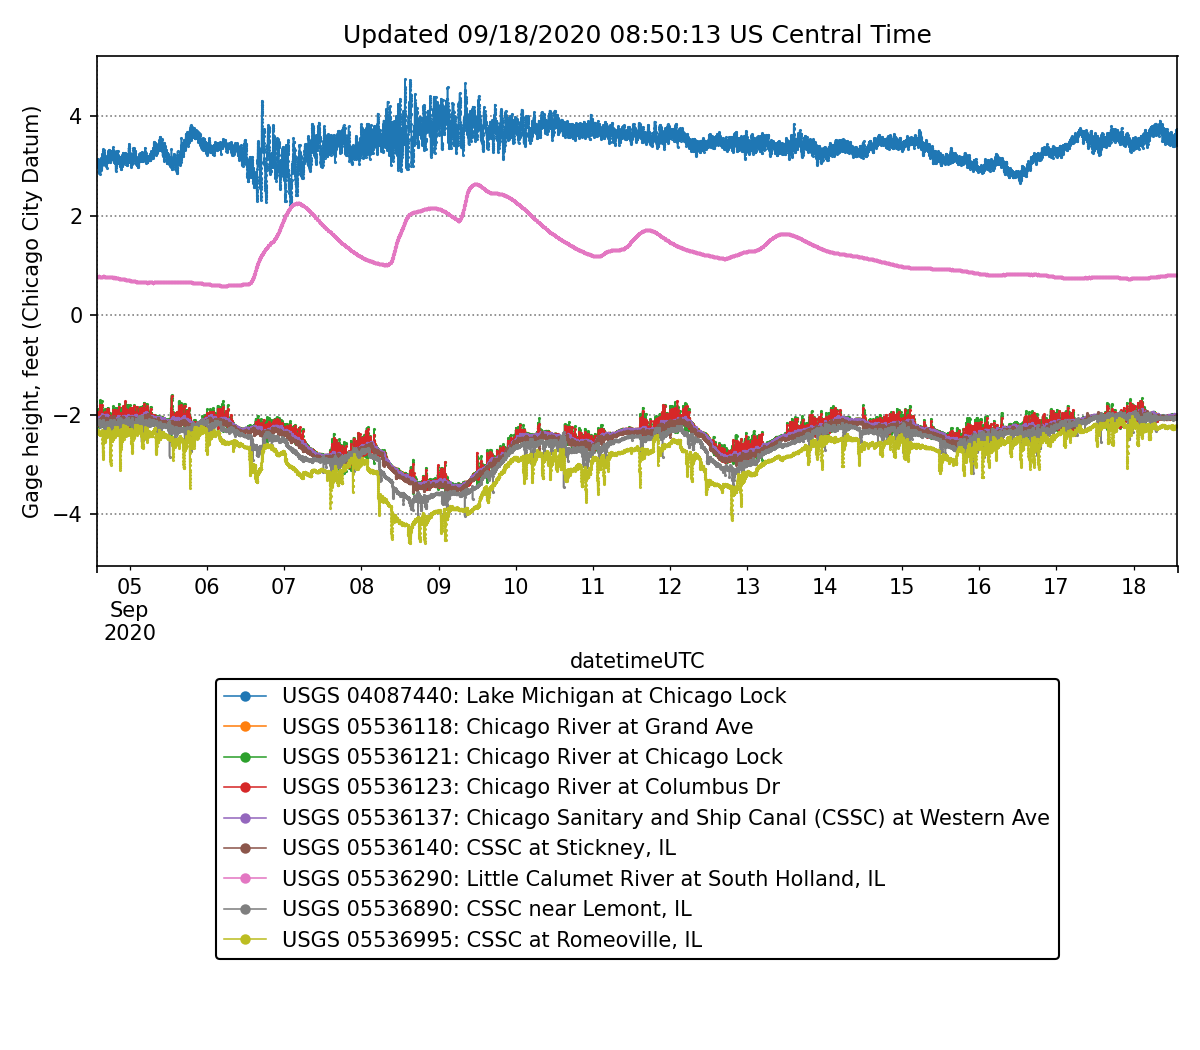 Updated 09/18/2020 08:50:13 US Central Time
Gage height, feet (Chicago City Datum)
4
2
0
−2
−4
05 06 07 08 09 10 11 12 13 14 15 16 17 18
Sep
2020
datetimeUTC
USGS 04087440: Lake Michigan at Chicago Lock
USGS 05536118: Chicago River at Grand Ave
USGS 05536121: Chicago River at Chicago Lock
USGS 05536123: Chicago River at Columbus Dr
USGS 05536137: Chicago Sanitary and Ship Canal (CSSC) at Western Ave
USGS 05536140: CSSC at Stickney, IL
USGS 05536290: Little Calumet River at South Holland, IL
USGS 05536890: CSSC near Lemont, IL
USGS 05536995: CSSC at Romeoville, IL